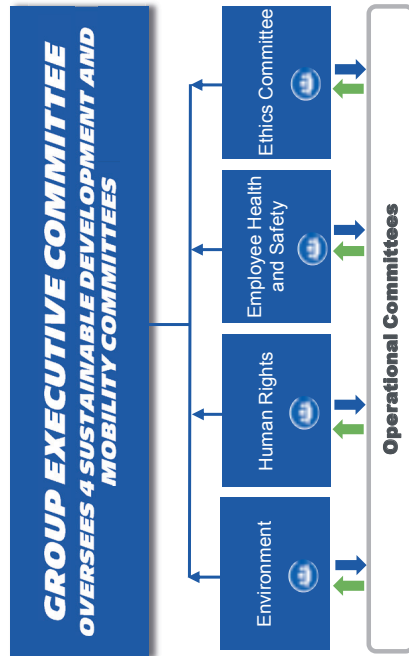 GROUP EXECUTIVE COMMITTEE
OVERSEES 4 SUSTAINABLE DEVELOPMENT AND
MOBILITY COMMITTEES
Environment
Human Rights
Employee Health
and Safety
Ethics Committee
Operational Committees